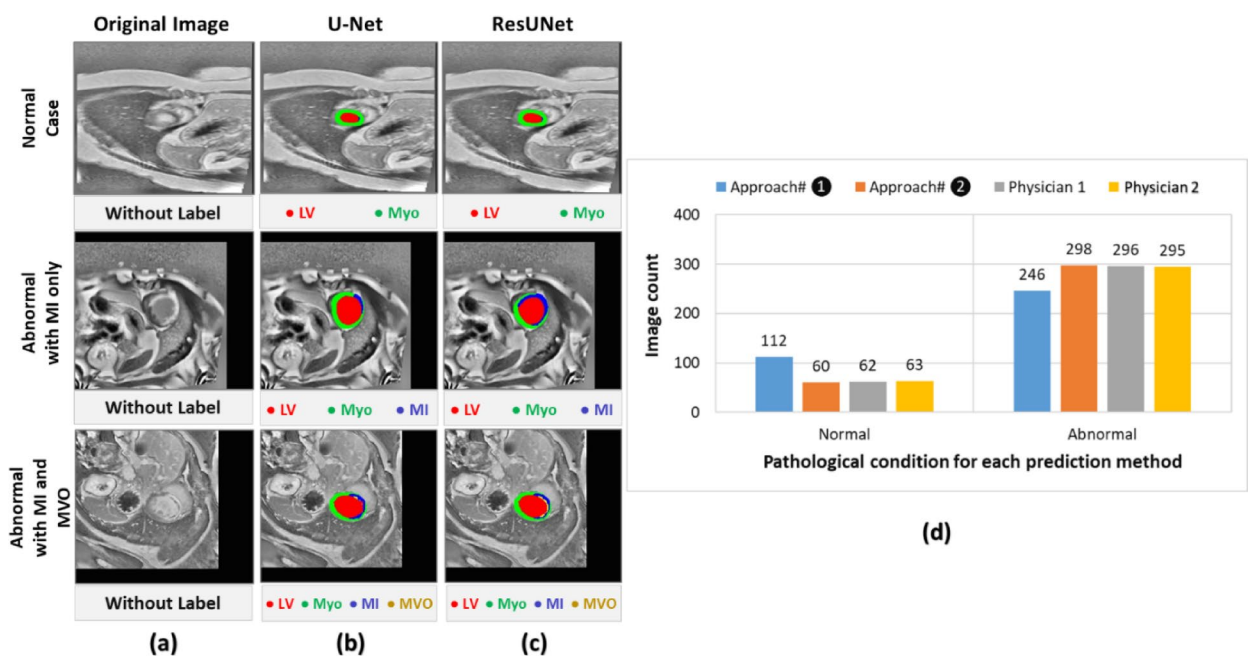 Original Image
U-Net
ResUNet
Normal
Case
Without Label
• LV • Myo
• LV • Myo
Abnormal
with MI only
Without Label
• LV • Myo • MI
• LV • Myo • MI
Abnormal
with MI and
MVO
Without Label
• LV • Myo • MI • MVO
• LV • Myo • MI • MVO
(a)
(b)
(c)
Approach# ❶ Approach# ❷ Physician 1 Physician 2
Image count
400
300
200
100
0
112
60
62
63
246
298
296
295
Normal
Abnormal
Pathological condition for each prediction method
(d)